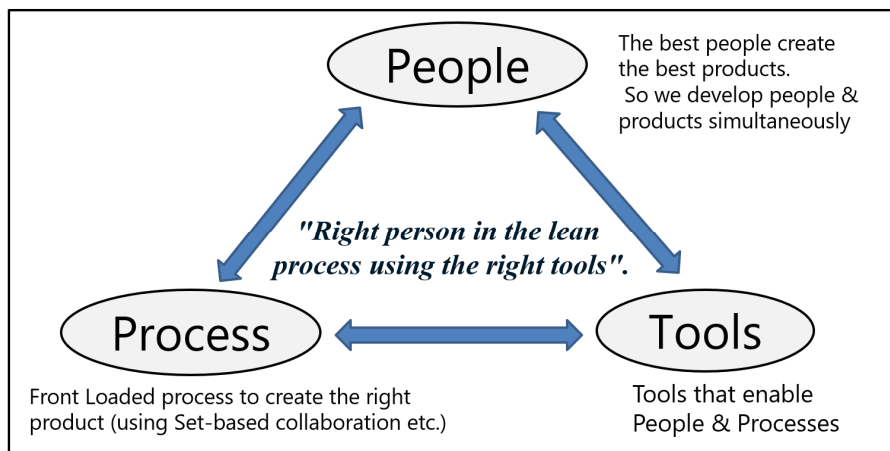 People
The best people create
the best products.
So we develop people &
products simultaneously
"Right person in the lean
process using the right tools".
Process
Tools
Front Loaded process to create the right
product (using Set-based collaboration etc.)
Tools that enable
People & Processes